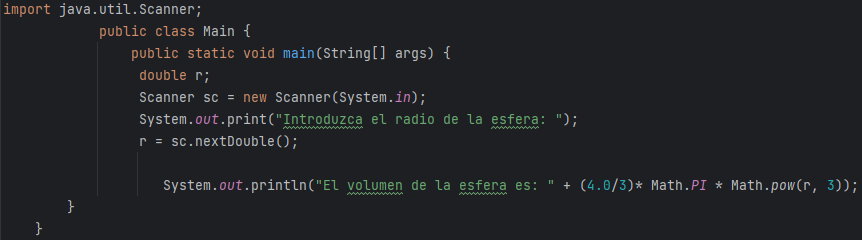 import java.util.Scanner;
public class Main {
public static void main(String[] args) {
double r;
Scanner sc = new Scanner(System.in);
System.out.print("Introduzca el radio de la esfera: ");
r = sc.nextDouble();
System.out.println("El volumen de la esfera es: " + (4.0/3)* Math.PI * Math.pow(r, 3));
}
}